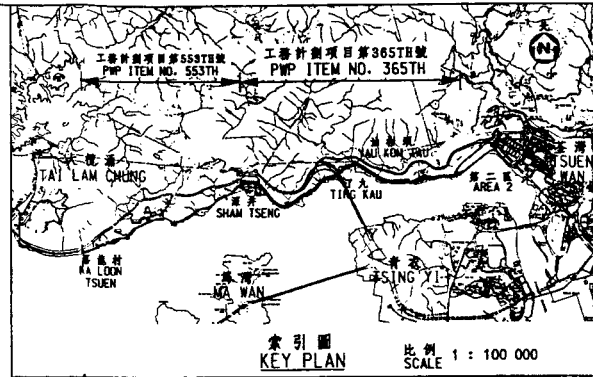 工務計劃項目第553TH號
PWP ITEM NO. 553TH
工務計劃項目第365TH號
PWP ITEM NO. 365TH
N
大欖涌
TAI LAM CHUNG
油柑頭
YAU KOM TAU
荃灣
TSUEN
WAN
深井
SHAM TSENG
汀九
TING KAU
第二區
AREA 2
嘉龍村
KA LOON
TSUEN
馬灣
MA WAN
青衣
TSING YI
索引圖
KEY PLAN
比例
SCALE 1 : 100 000